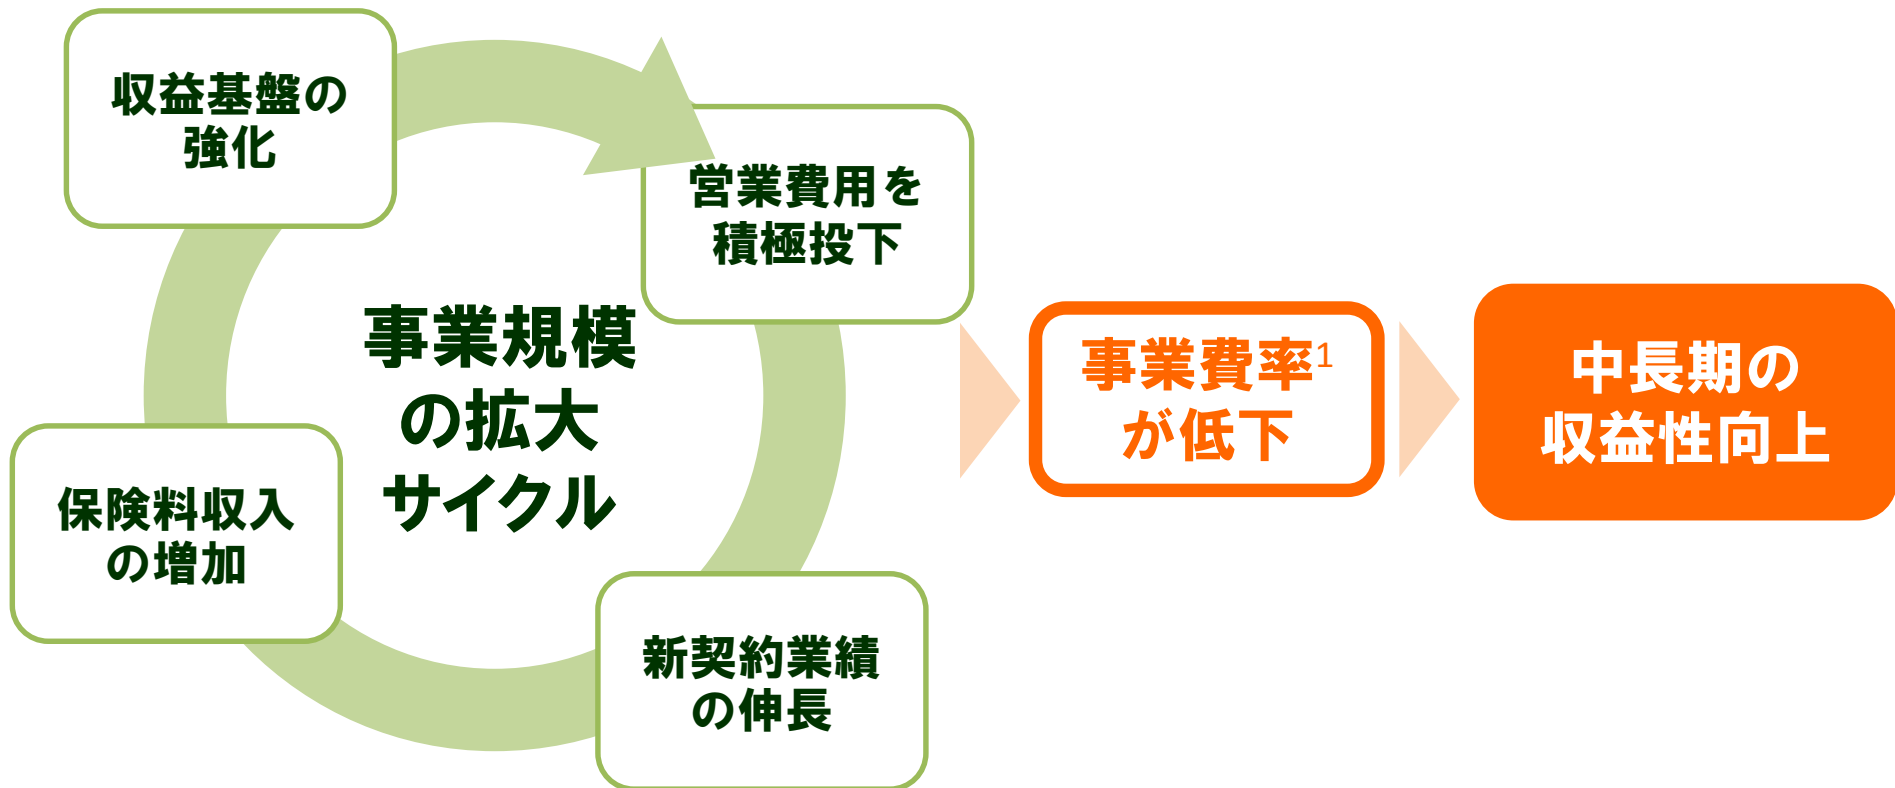 収益基盤の
強化
営業費用を
積極投下
事業規模
の拡大
サイクル
保険料収入
の増加
新契約業績
の伸長
事業費率1
が低下
中長期の
収益性向上